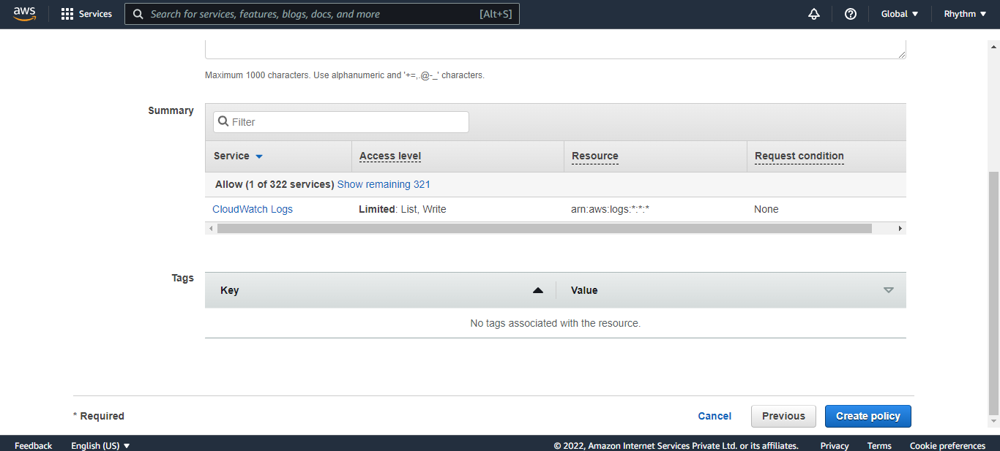 aws Services Search for services, features, blogs, docs, and more [Alt+S] Global Rhythm
Maximum 1000 characters. Use alphanumeric and '+=,.@-_' characters.
Summary
Filter
Service Access level Resource Request condition
Allow (1 of 322 services) Show remaining 321
CloudWatch Logs Limited: List, Write arn:aws:logs:*:*:* None
Tags
Key Value
No tags associated with the resource.
* Required Cancel Previous Create policy
Feedback English (US) © 2022, Amazon Internet Services Private Ltd. or its affiliates. Privacy Terms Cookie preferences